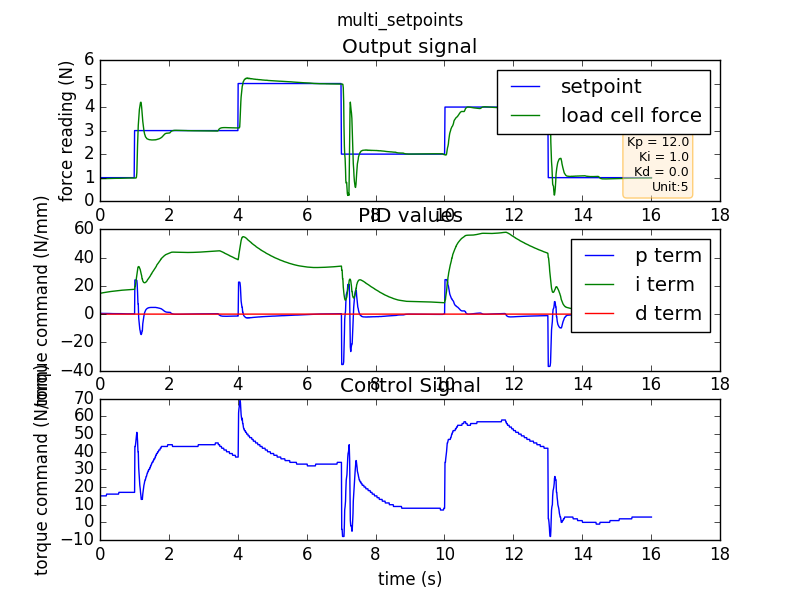 multi_setpoints
Output signal
force reading (N)
6
5
4
3
2
1
0
setpoint
load cell force
Kp = 12.0
Ki = 1.0
Kd = 0.0
Unit:5
0 2 4 6 8 10 12 14 16 18
PID values
torque command (N/mm)
60
40
20
0
−20
−40
p term
i term
d term
0 2 4 6 8 10 12 14 16 18
Control Signal
torque command (N/mm)
70
60
50
40
30
20
10
0
−10
0 2 4 6 8 10 12 14 16 18
time (s)